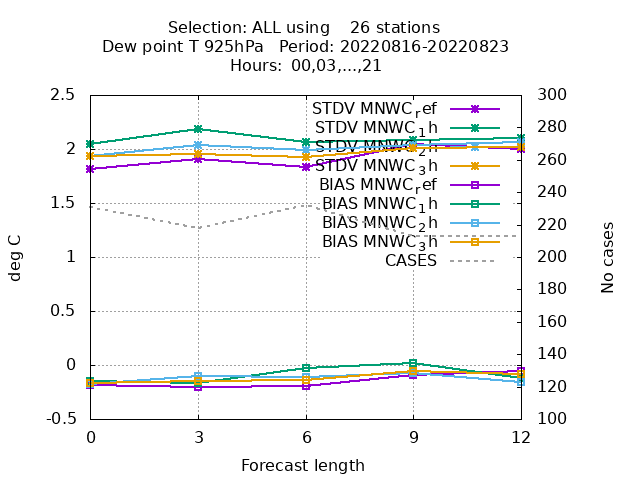 Selection: ALL using 26 stations
Dew point T 925hPa Period: 20220816-20220823
Hours: 00,03,...,21
2.5
2
1.5
1
0.5
0
-0.5
300
280
260
240
220
200
180
160
140
120
100
deg C
No cases
STDV MNWC_ref
STDV MNWC_1h
STDV MNWC_2h
STDV MNWC_3h
BIAS MNWC_ref
BIAS MNWC_1h
BIAS MNWC_2h
BIAS MNWC_3h
CASES
0 3 6 9 12
Forecast length